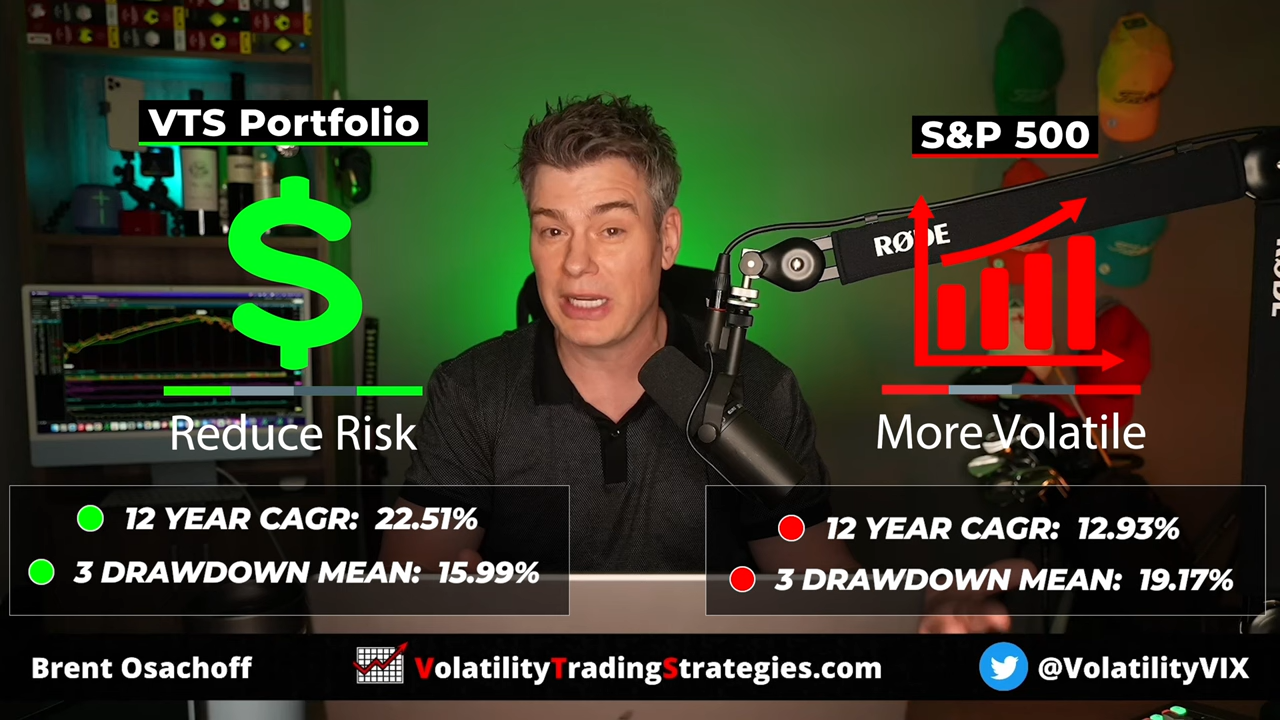 VTS Portfolio
S&P 500
RØDE
Reduce Risk
More Volatile
12 YEAR CAGR: 22.51%
3 DRAWDOWN MEAN: 15.99%
12 YEAR CAGR: 12.93%
3 DRAWDOWN MEAN: 19.17%
Brent Osachoff
VolatilityTradingStrategies.com
@VolatilityVIX